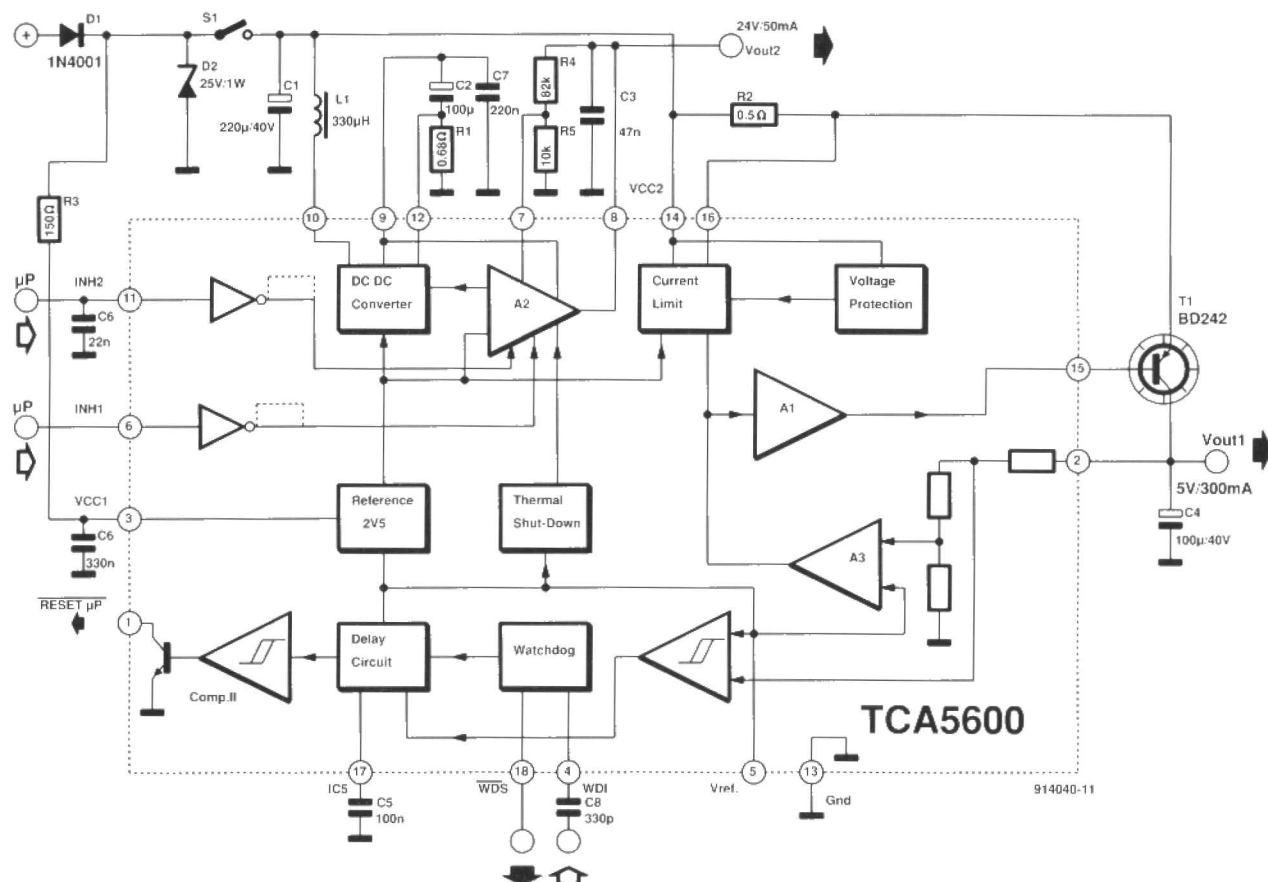 +
D1
1N4001
S1
D2
25V/1W
C1
220µ/40V
L1
330µH
C2
100µ
C7
220n
R1
0.68Ω
R4
82k
R5
10k
C3
47n
24V/50mA
Vout2
R2
0.5Ω
VCC2
R3
150Ω
10
9
12
7
8
14
16
µP
INH2
11
C6
22n
DC DC
Converter
A2
Current
Limit
Voltage
Protection
T1
BD242
15
µP
INH1
6
A1
Vout1
2
5V/300mA
C4
100µ/40V
VCC1
3
C6
330n
Reference
2V5
Thermal
Shut-Down
A3
RESET µP
1
Comp.II
Delay
Circuit
Watchdog
TCA5600
17
18
4
5
13
IC5
C5
100n
WDS
WDI
C8
330p
Vref.
Gnd
914040-11